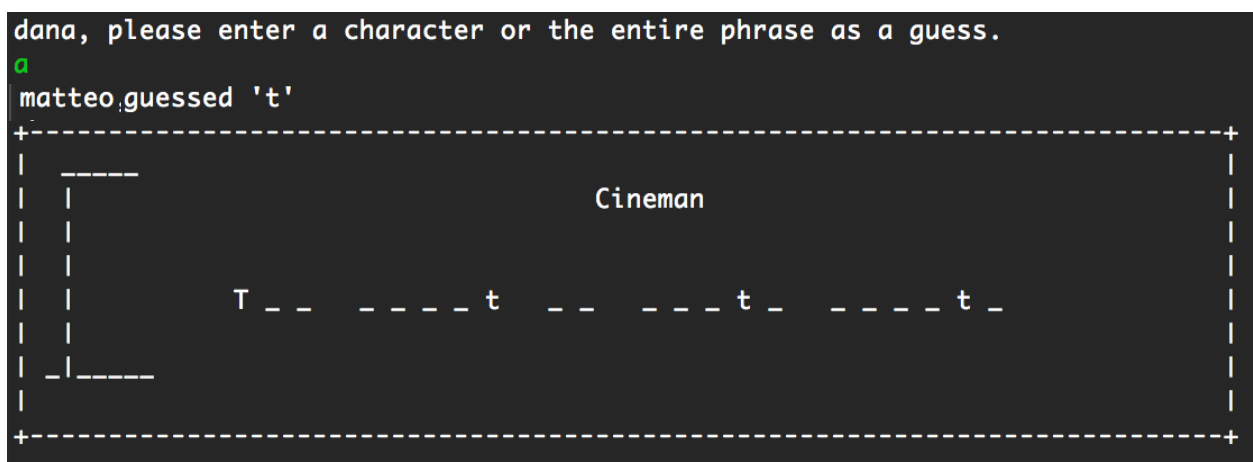 dana, please enter a character or the entire phrase as a guess.
a
matteo guessed 't'
Cineman
T _ _   _ _ _ _ t   _ _   _ _ _ t _   _ _ _ _ t _